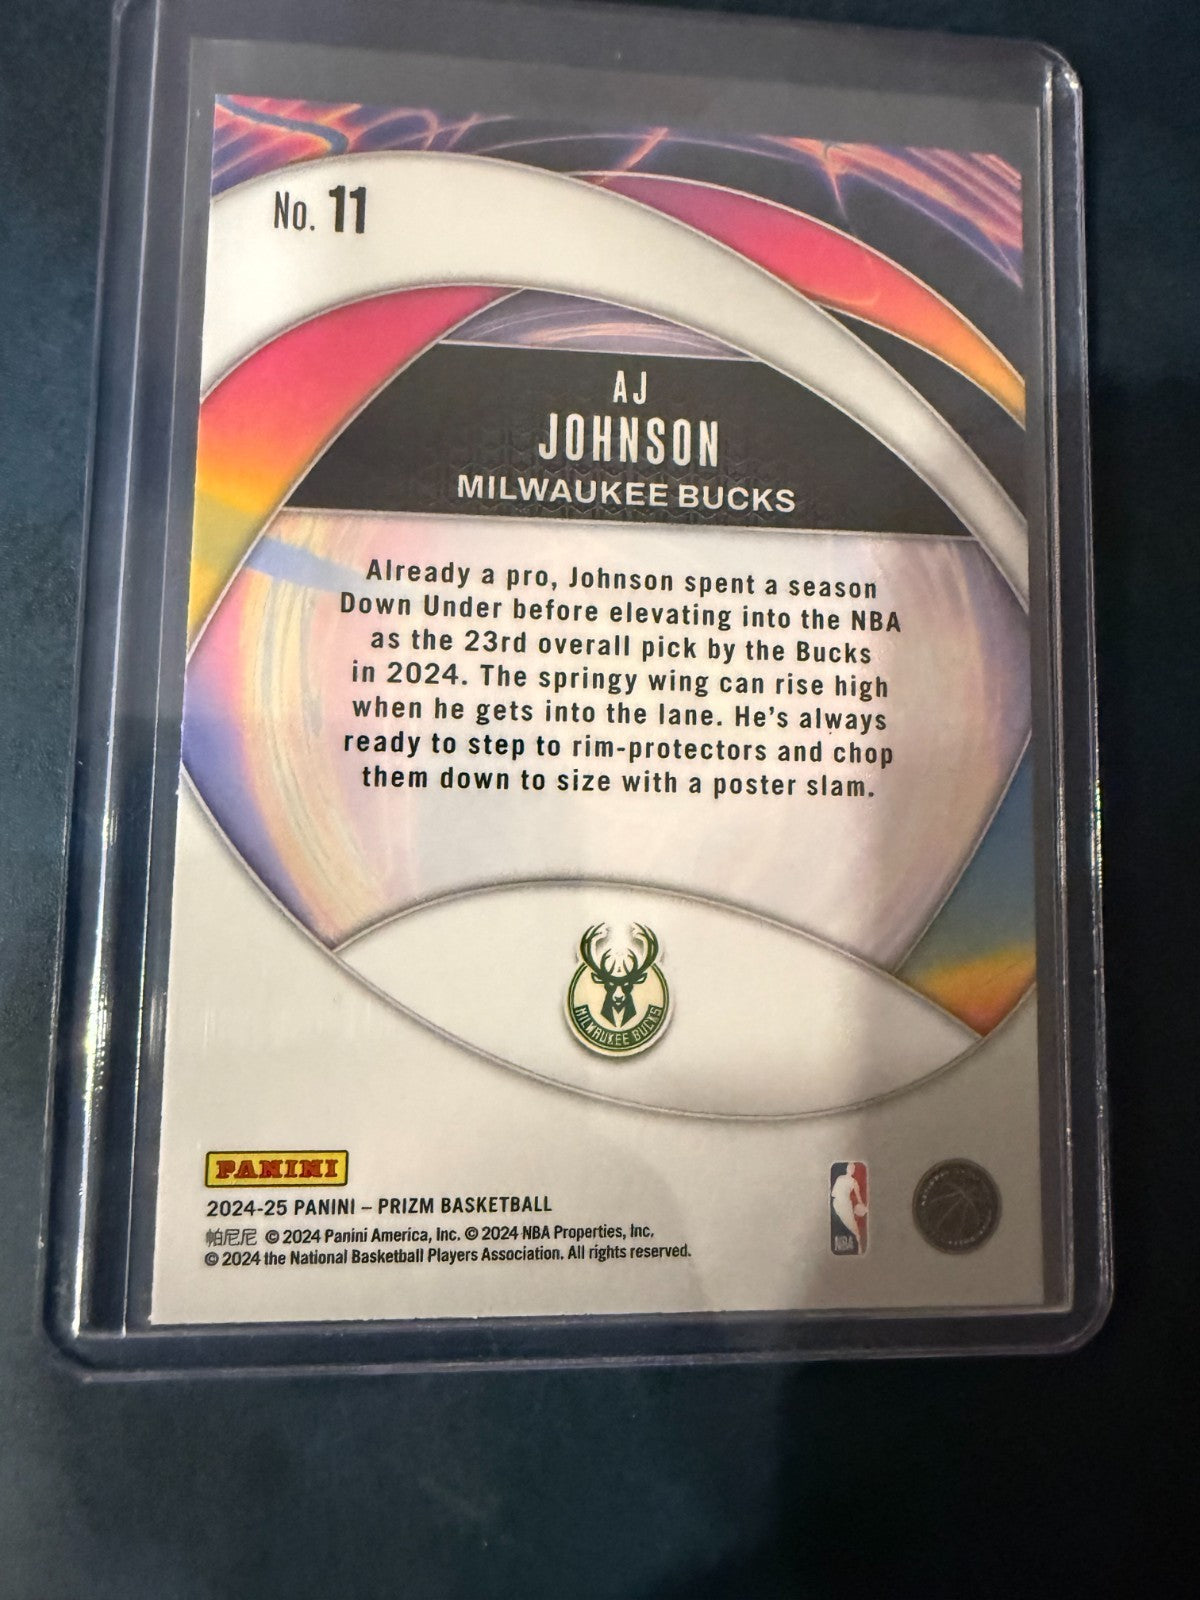 No. 11
AJ
JOHNSON
MILWAUKEE BUCKS
Already a pro, Johnson spent a season
Down Under before elevating into the NBA
as the 23rd overall pick by the Bucks
in 2024. The springy wing can rise high
when he gets into the lane. He's always
ready to step to rim-protectors and chop
them down to size with a poster slam.
MILWAUKEE BUCKS
PANINI
2024-25 PANINI – PRIZM BASKETBALL
帕尼尼 © 2024 Panini America, Inc. © 2024 NBA Properties, Inc.
© 2024 the National Basketball Players Association. All rights reserved.
NBA